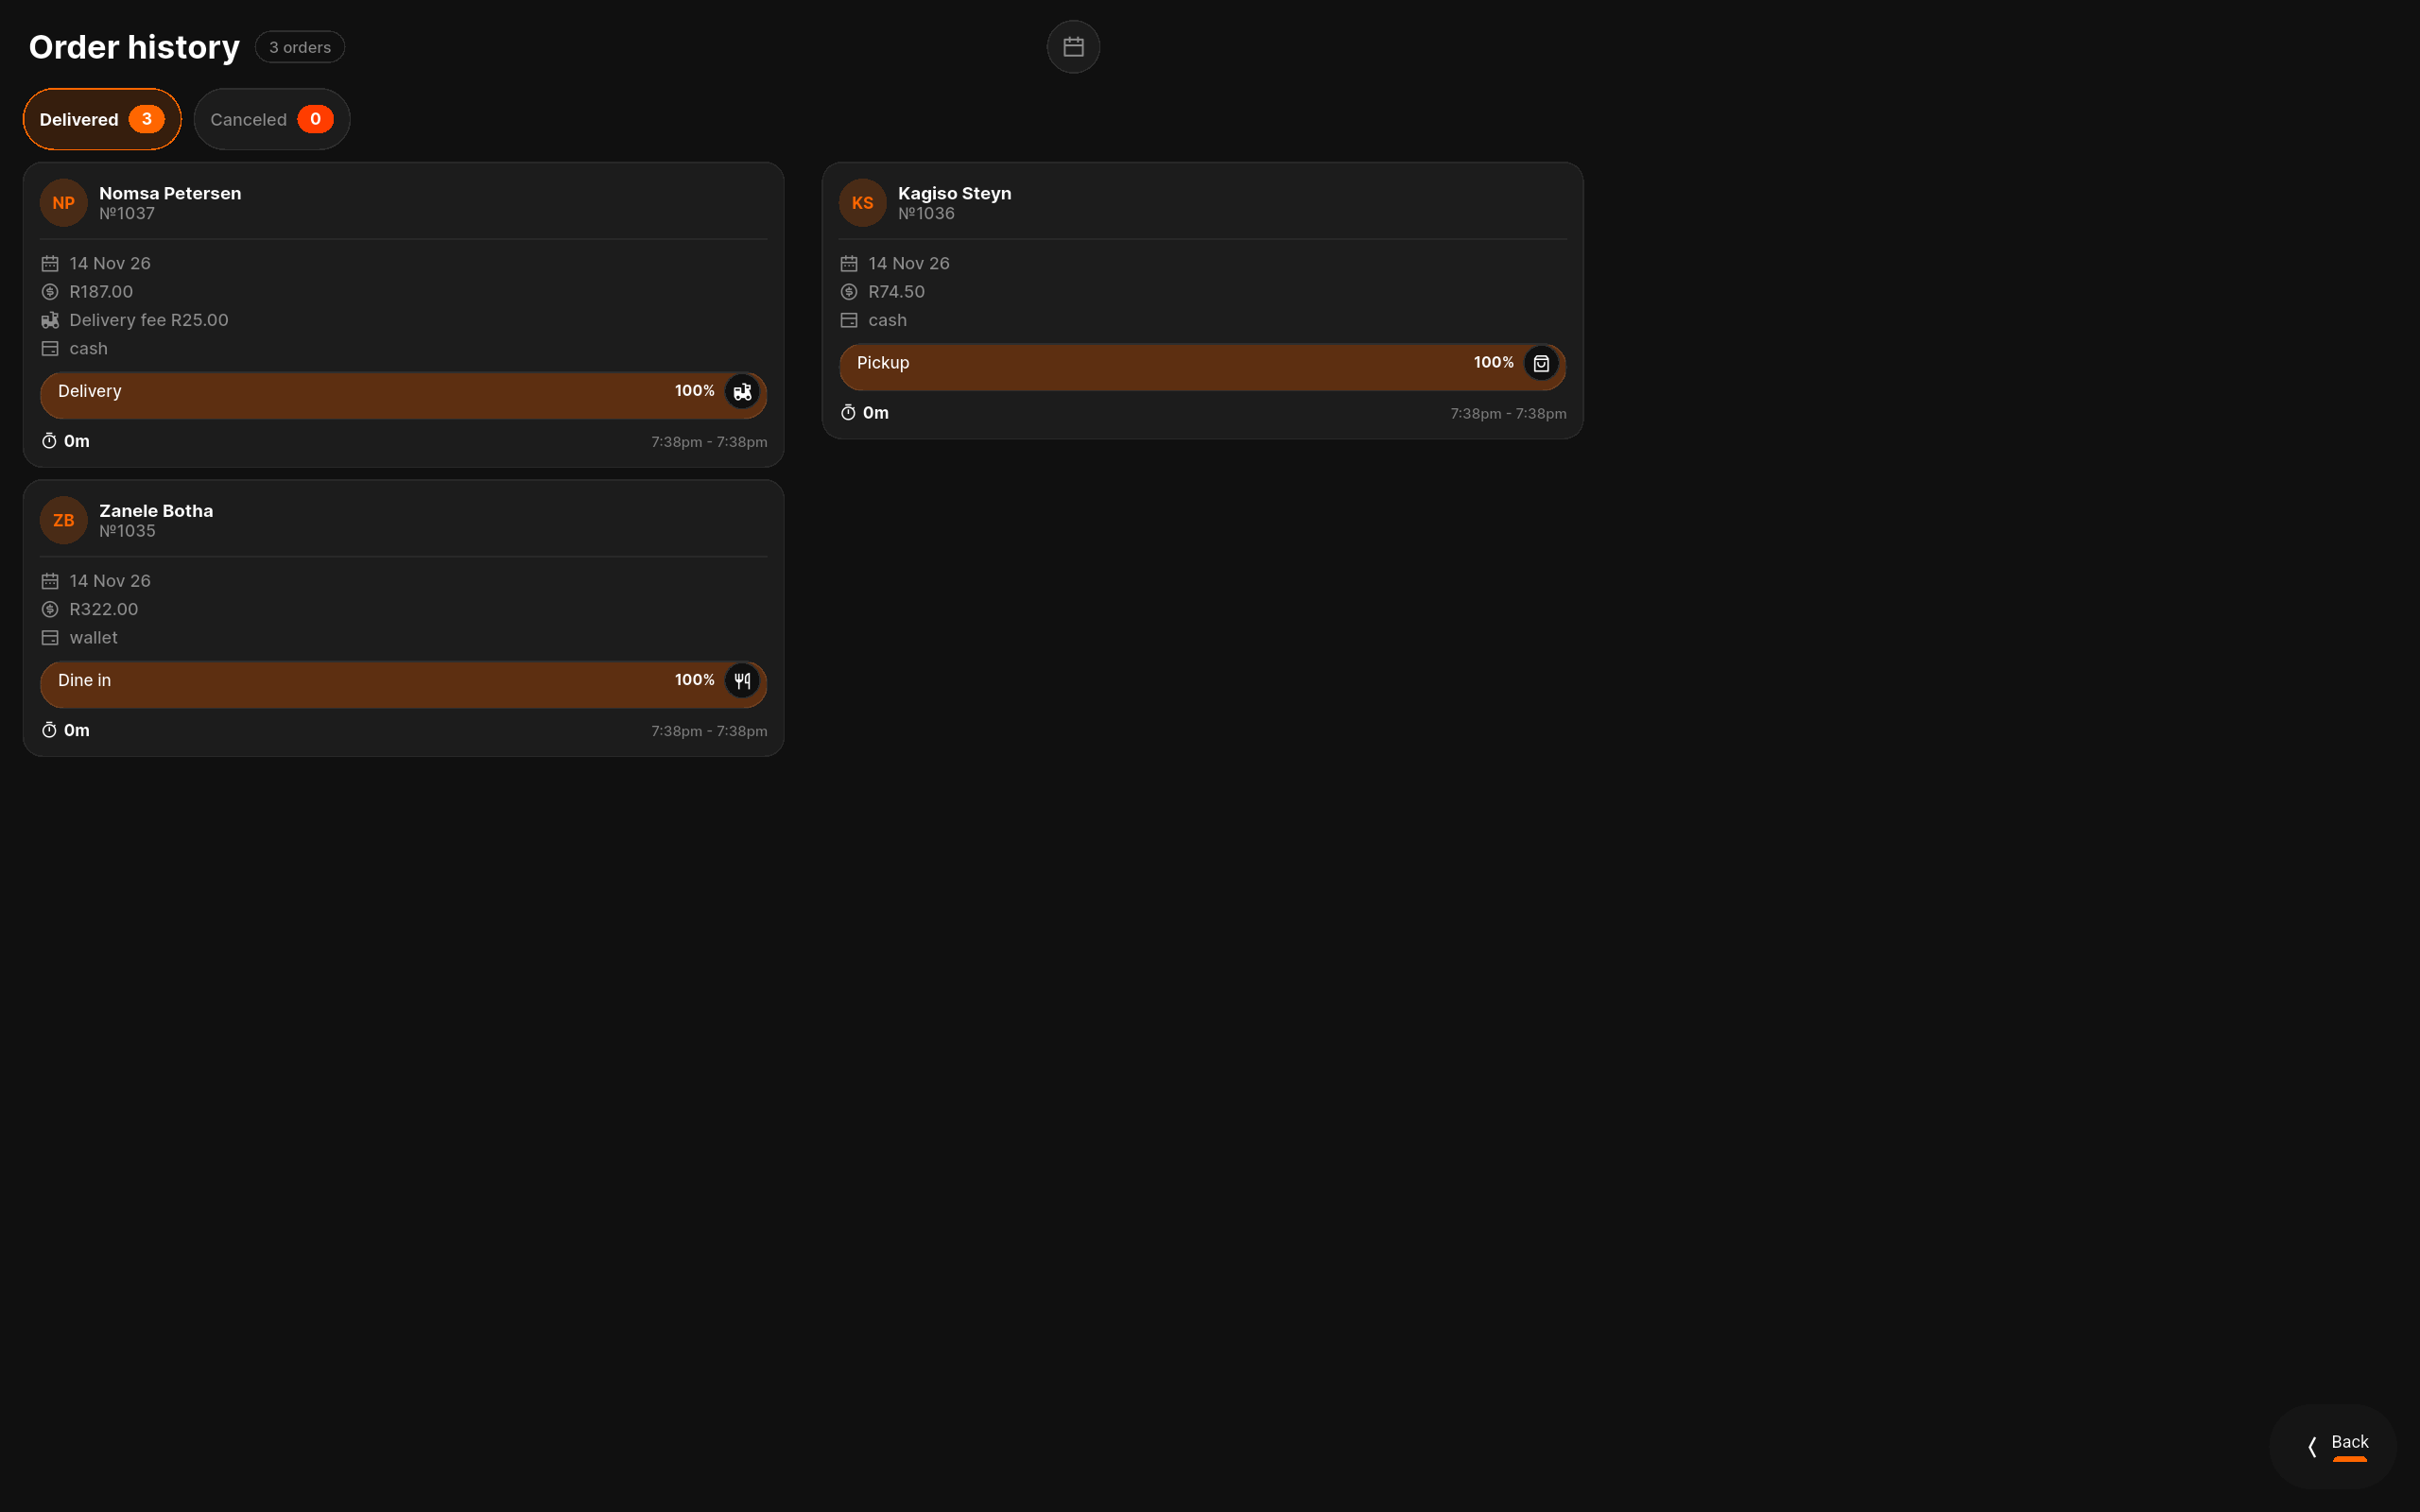 Order history
3 orders
Delivered 3
Canceled 0
NP
Nomsa Petersen
№1037
14 Nov 26
R187.00
Delivery fee R25.00
cash
Delivery 100%
0m 7:38pm - 7:38pm
KS
Kagiso Steyn
№1036
14 Nov 26
R74.50
cash
Pickup 100%
0m 7:38pm - 7:38pm
ZB
Zanele Botha
№1035
14 Nov 26
R322.00
wallet
Dine in 100%
0m 7:38pm - 7:38pm
Back